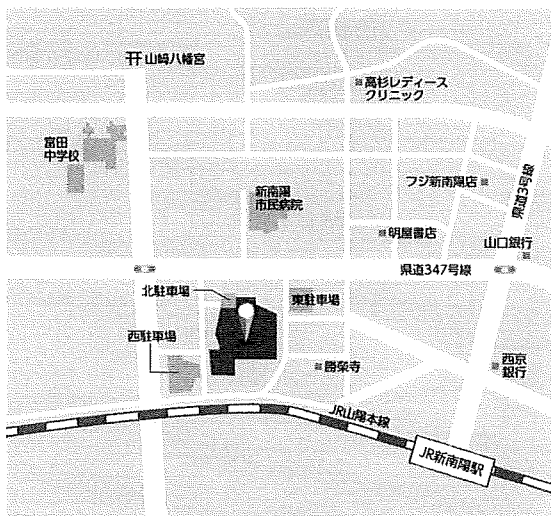 山崎八幡宮
高杉レディース
クリニック
富田
中学校
新南陽
市民病院
フジ新南陽店
県道3号線
明屋書店
山口銀行
県道347号線
北駐車場
東駐車場
西駐車場
勝榮寺
西京
銀行
JR山陽本線
JR新南陽駅